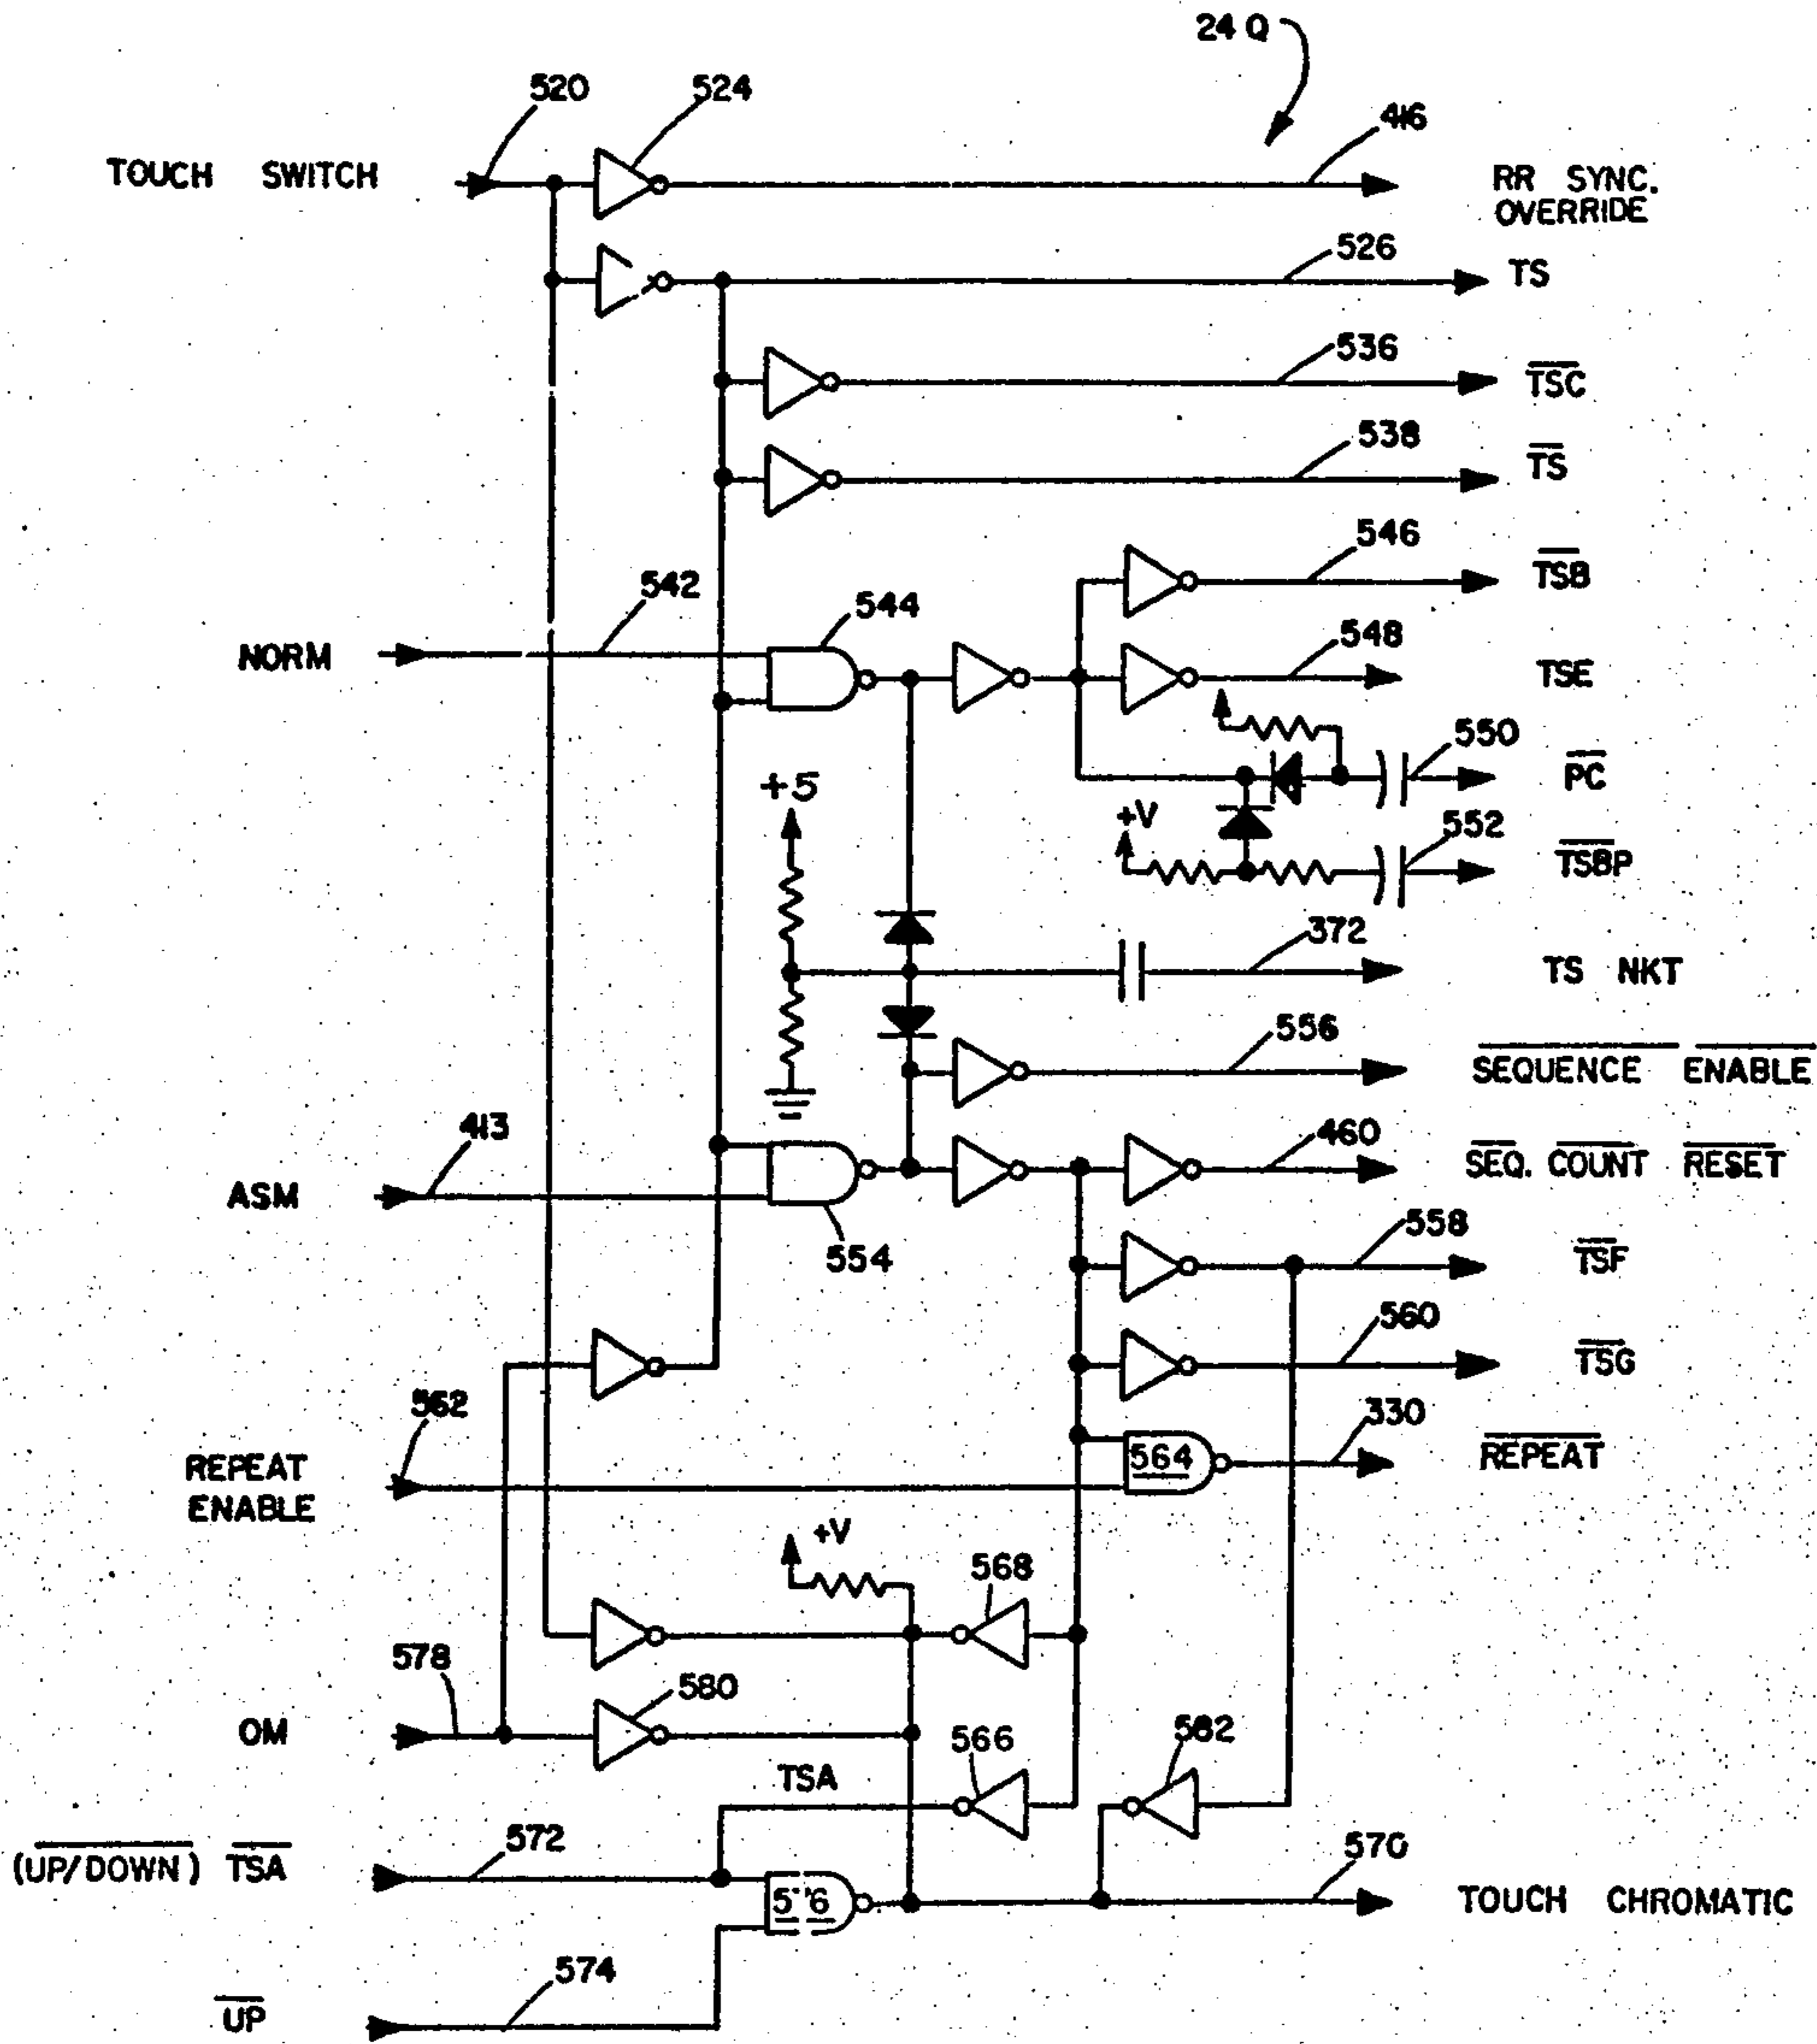 24Q
520
524
416
TOUCH SWITCH
RR SYNC.
OVERRIDE
526
TS
536
TSC
538
TS
546
TSB
542
544
548
NORM
TSE
550
PC
+5
+V
552
TSBP
372
TS NKT
556
SEQUENCE ENABLE
413
460
SEQ. COUNT RESET
ASM
554
558
TSF
560
TSG
562
330
REPEAT
ENABLE
564
REPEAT
+V
568
578
580
OM
566
582
TSA
(UP/DOWN) TSA
572
570
TOUCH CHROMATIC
574
UP